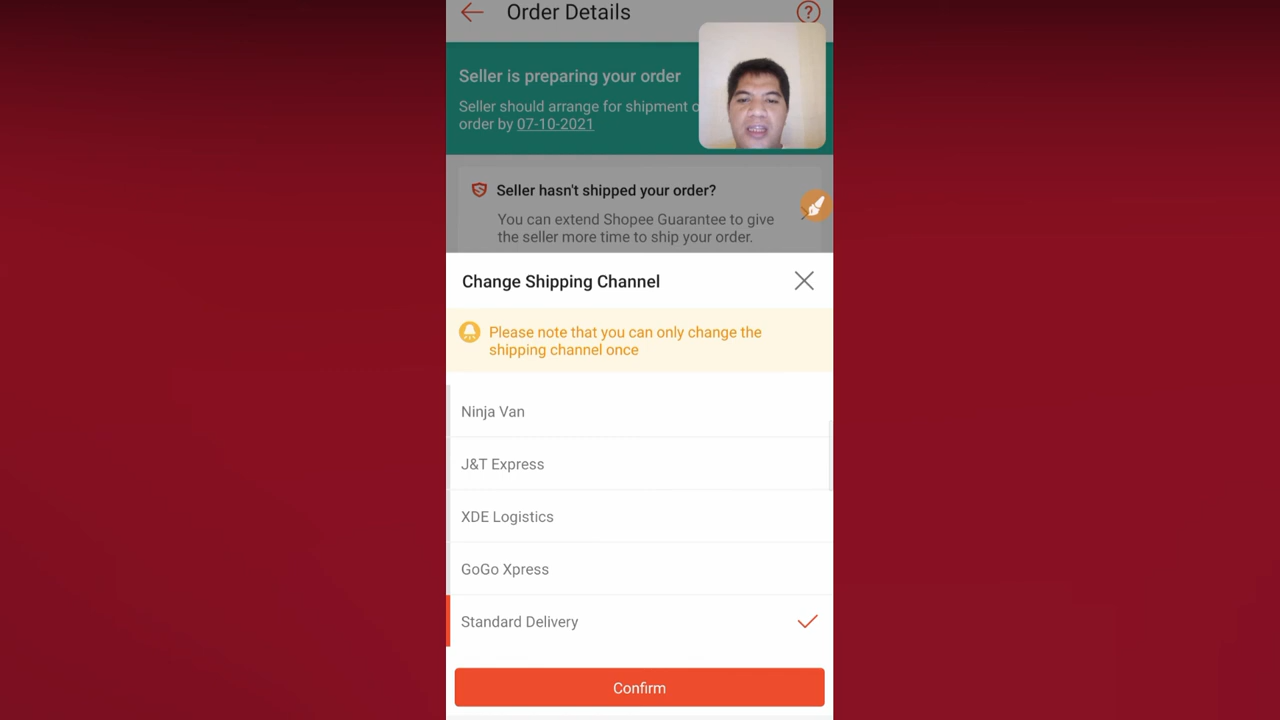 Order Details
?
Seller is preparing your order
Seller should arrange for shipment o
order by 07-10-2021
Seller hasn't shipped your order?
You can extend Shopee Guarantee to give
the seller more time to ship your order.
Change Shipping Channel
Please note that you can only change the
shipping channel once
Ninja Van
J&T Express
XDE Logistics
GoGo Xpress
Standard Delivery
Confirm